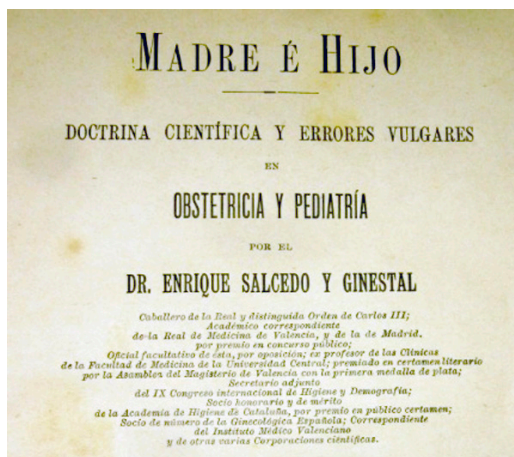 MADRE É HIJO
DOCTRINA CIENTÍFICA Y ERRORES VULGARES
EN
OBSTETRICIA Y PEDIATRÍA
POR EL
DR. ENRIQUE SALCEDO Y GINESTAL
Caballero de la Real y distinguida Orden de Carlos III;
Académico correspondiente
de la Real de Medicina de Valencia, y de la de Madrid,
por premio en concurso público;
Oficial facultativo de ésta, por oposición; ex profesor de las Clínicas
de la Facultad de Medicina de la Universidad Central; premiado en certamen literario
por la Asamblea del Magisterio de Valencia con la primera medalla de plata;
Secretario adjunto
del IX Congreso internacional de Higiene y Demografía;
Socio honorario y de mérito
de la Academia de Higiene de Cataluña, por premio en público certamen;
Socio de número de la Ginecológica Española; Correspondiente
del Instituto Médico Valenciano
y de otras varias Corporaciones científicas.